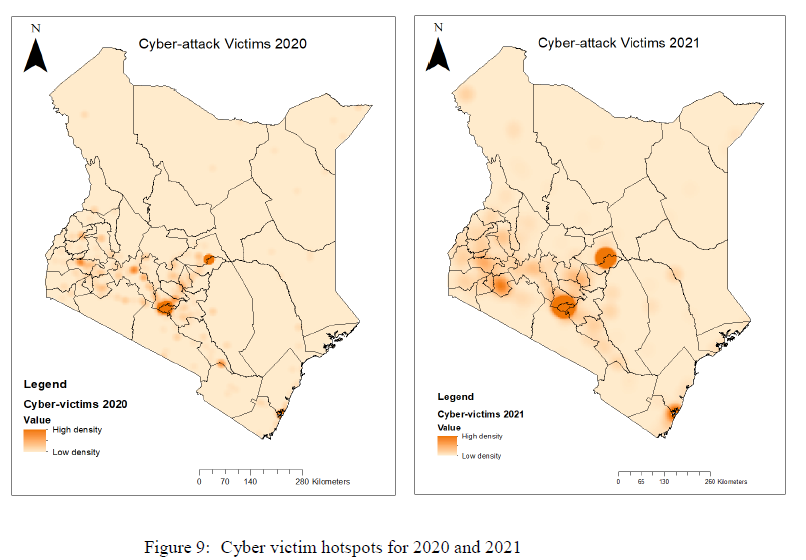 N
Cyber-attack Victims 2020
Legend
Cyber-victims 2020
Value
High density
Low density
0 70 140 280 Kilometers
N
Cyber-attack Victims 2021
Legend
Cyber-victims 2021
Value
High density
Low density
0 65 130 260 Kilometers
Figure 9: Cyber victim hotspots for 2020 and 2021